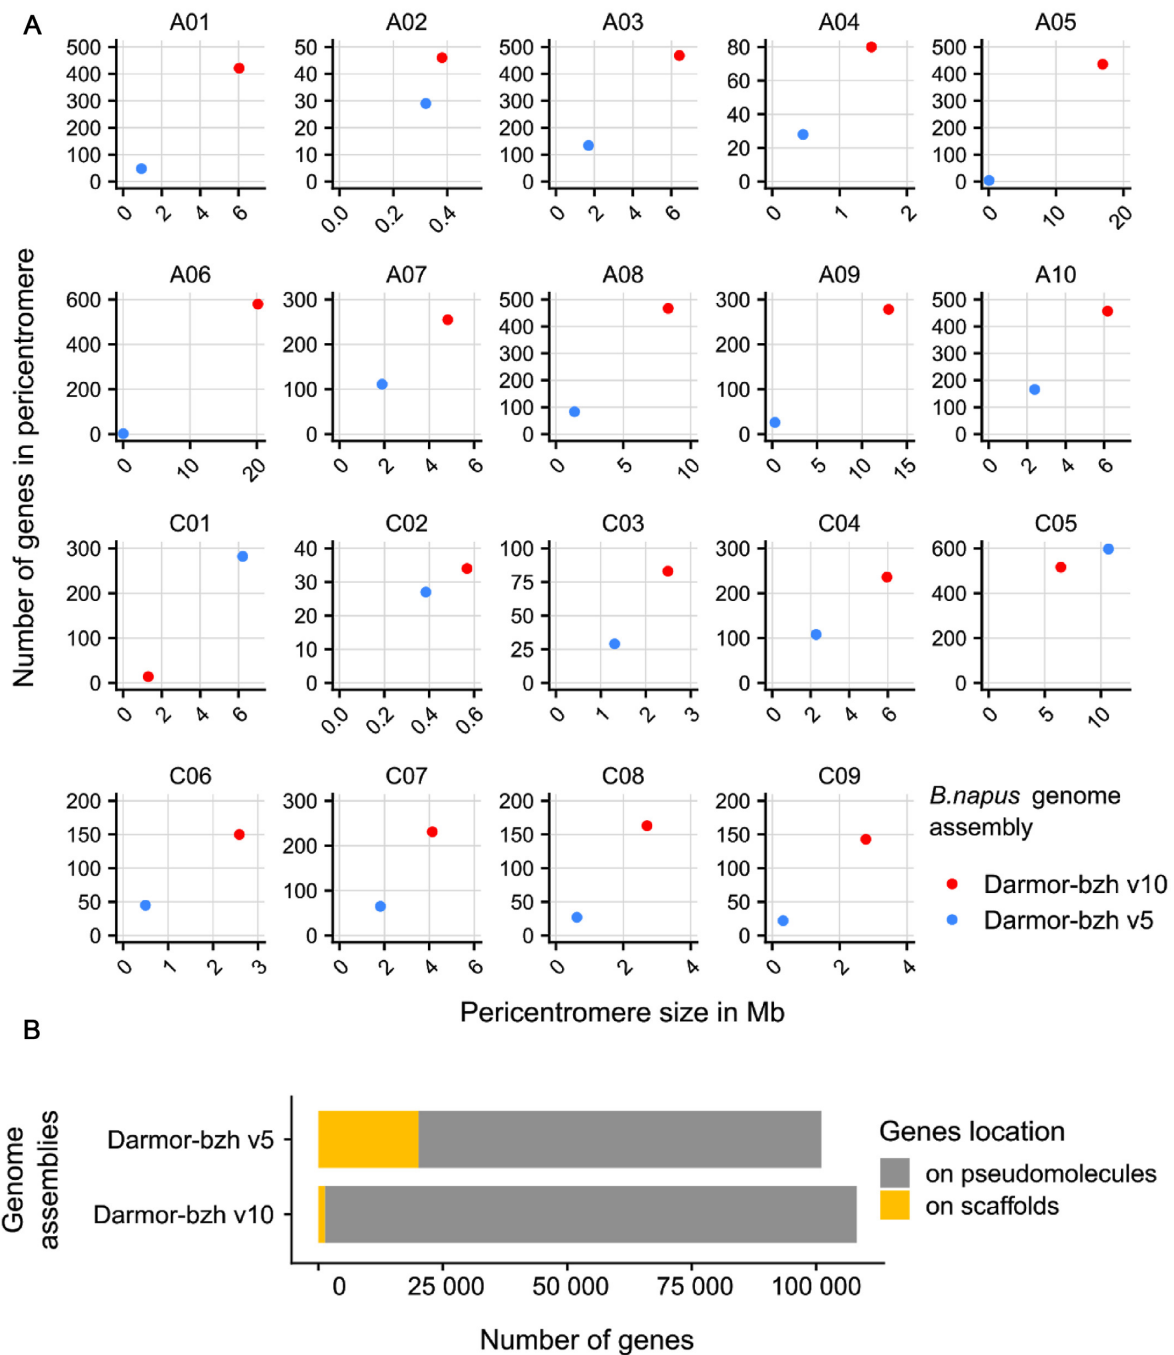 A
A01 A02 A03 A04 A05
500 50 500 80 500
400 40 400 60 400
300 30 300 40 300
200 20 200 20 200
100 10 100 0 100
0 0 0 0
0 2 4 6 0.0 0.2 0.4 0 2 4 6 0 1 2 0 10 20
A06 A07 A08 A09 A10
600 300 500 300 500
400 200 400 200 400
200 100 300 100 300
0 0 200 0 200
100 100
0 0
0 10 20 0 2 4 6 0 5 10 0 5 10 15 0 2 4 6
Number of genes in pericentromere
C01 C02 C03 C04 C05
300 40 100 300 600
200 30 75 200 400
100 20 50 100 200
0 10 25 0 0
0 0
0 2 4 6 0.0 0.2 0.4 0.6 0 1 2 3 0 2 4 6 0 5 10
C06 C07 C08 C09
200 300 200 200
150 200 150 150
100 100 100 100
50 0 50 50
0 0 0
0 1 2 3 0 2 4 6 0 2 4 0 2 4
B.napus genome
assembly
Darmor-bzh v10
Darmor-bzh v5
Pericentromere size in Mb
B
Genome
assemblies
Darmor-bzh v5
Darmor-bzh v10
0 25 000 50 000 75 000 100 000
Number of genes
Genes location
on pseudomolecules
on scaffolds